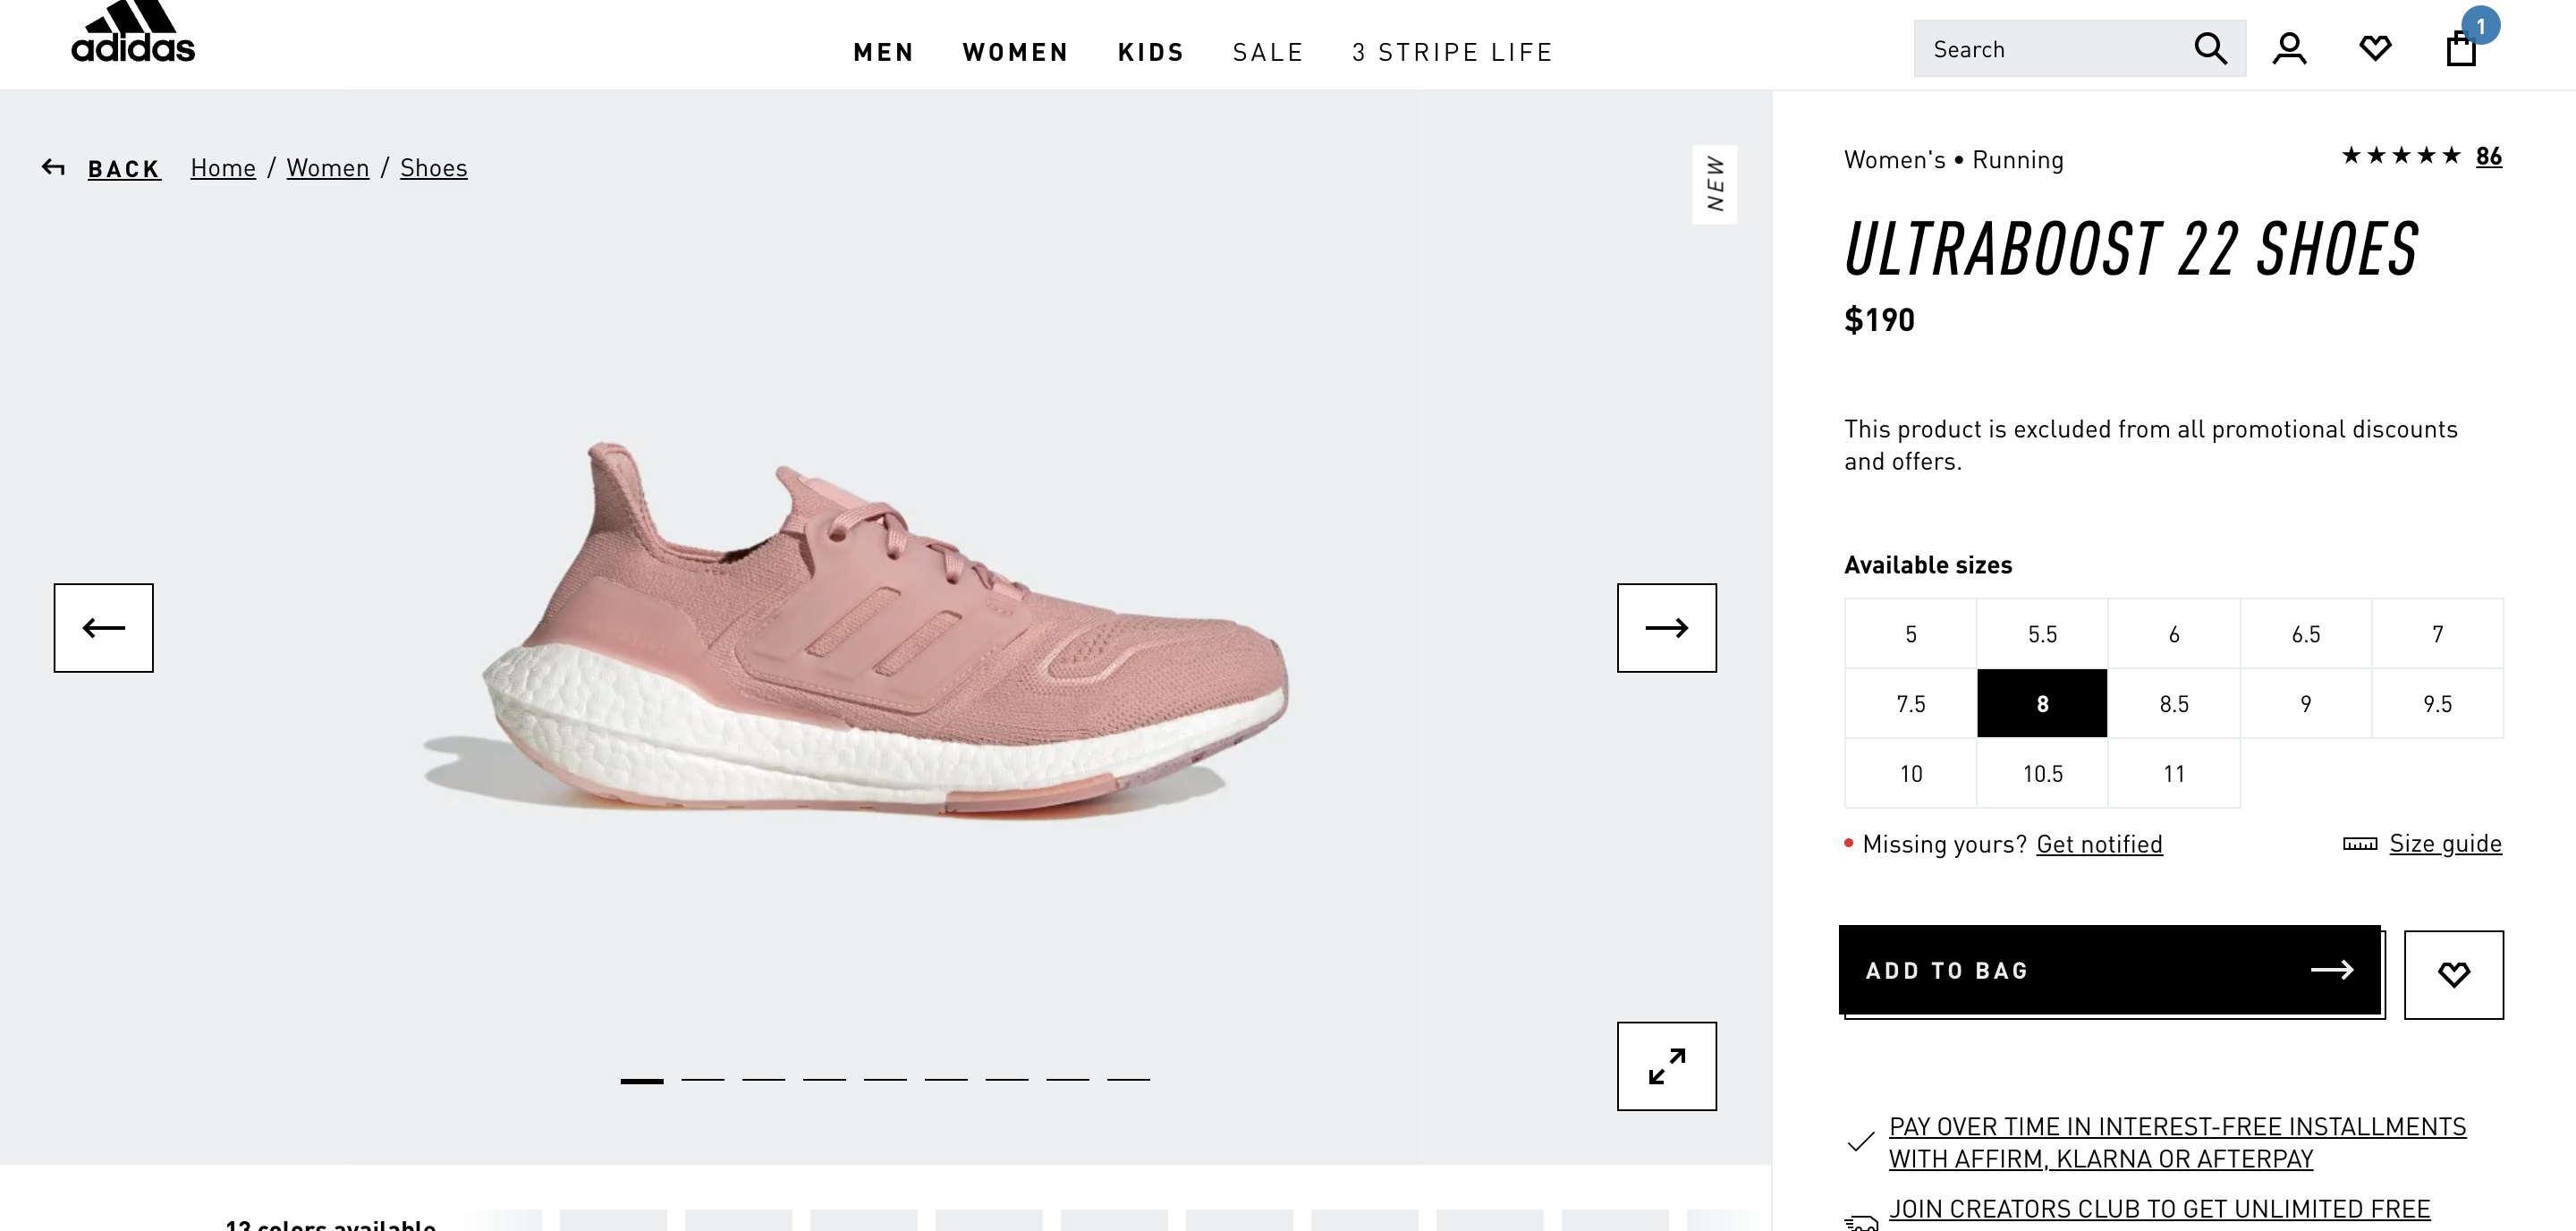 adidas
MEN WOMEN KIDS SALE 3 STRIPE LIFE
Search
1
BACK Home / Women / Shoes
NEW
Women's • Running
★★★★★ 86
ULTRABOOST 22 SHOES
$190
This product is excluded from all promotional discounts
and offers.
Available sizes
5 5.5 6 6.5 7
7.5 8 8.5 9 9.5
10 10.5 11
Missing yours? Get notified
Size guide
ADD TO BAG
PAY OVER TIME IN INTEREST-FREE INSTALLMENTS
WITH AFFIRM, KLARNA OR AFTERPAY
JOIN CREATORS CLUB TO GET UNLIMITED FREE
13 colors available